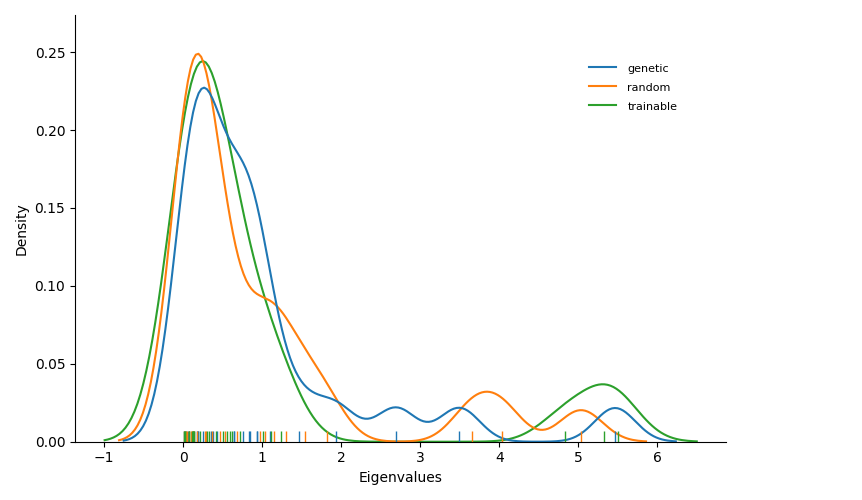 0.25
0.20
0.15
0.10
0.05
0.00
Density
genetic
random
trainable
−1 0 1 2 3 4 5 6
Eigenvalues